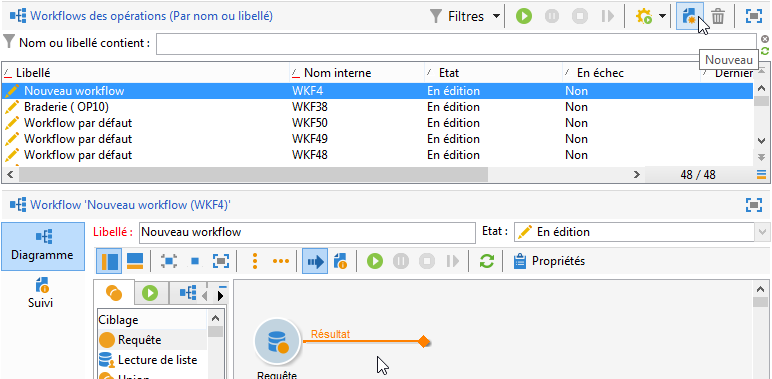 Workflows des opérations (Par nom ou libellé)
Filtres
Nom ou libellé contient :
Nouveau
Libellé Nom interne Etat En échec Dernier
Nouveau workflow WKF4 En édition Non
Braderie ( OP10) WKF38 En édition Non
Workflow par défaut WKF50 En édition Non
Workflow par défaut WKF49 En édition Non
Workflow par défaut WKF48 En édition Non
48 / 48
Workflow 'Nouveau workflow (WKF4)'
Libellé : Nouveau workflow Etat : En édition
Diagramme
Propriétés
Suivi
Ciblage
Requête
Lecture de liste
Union
Résultat
Requête